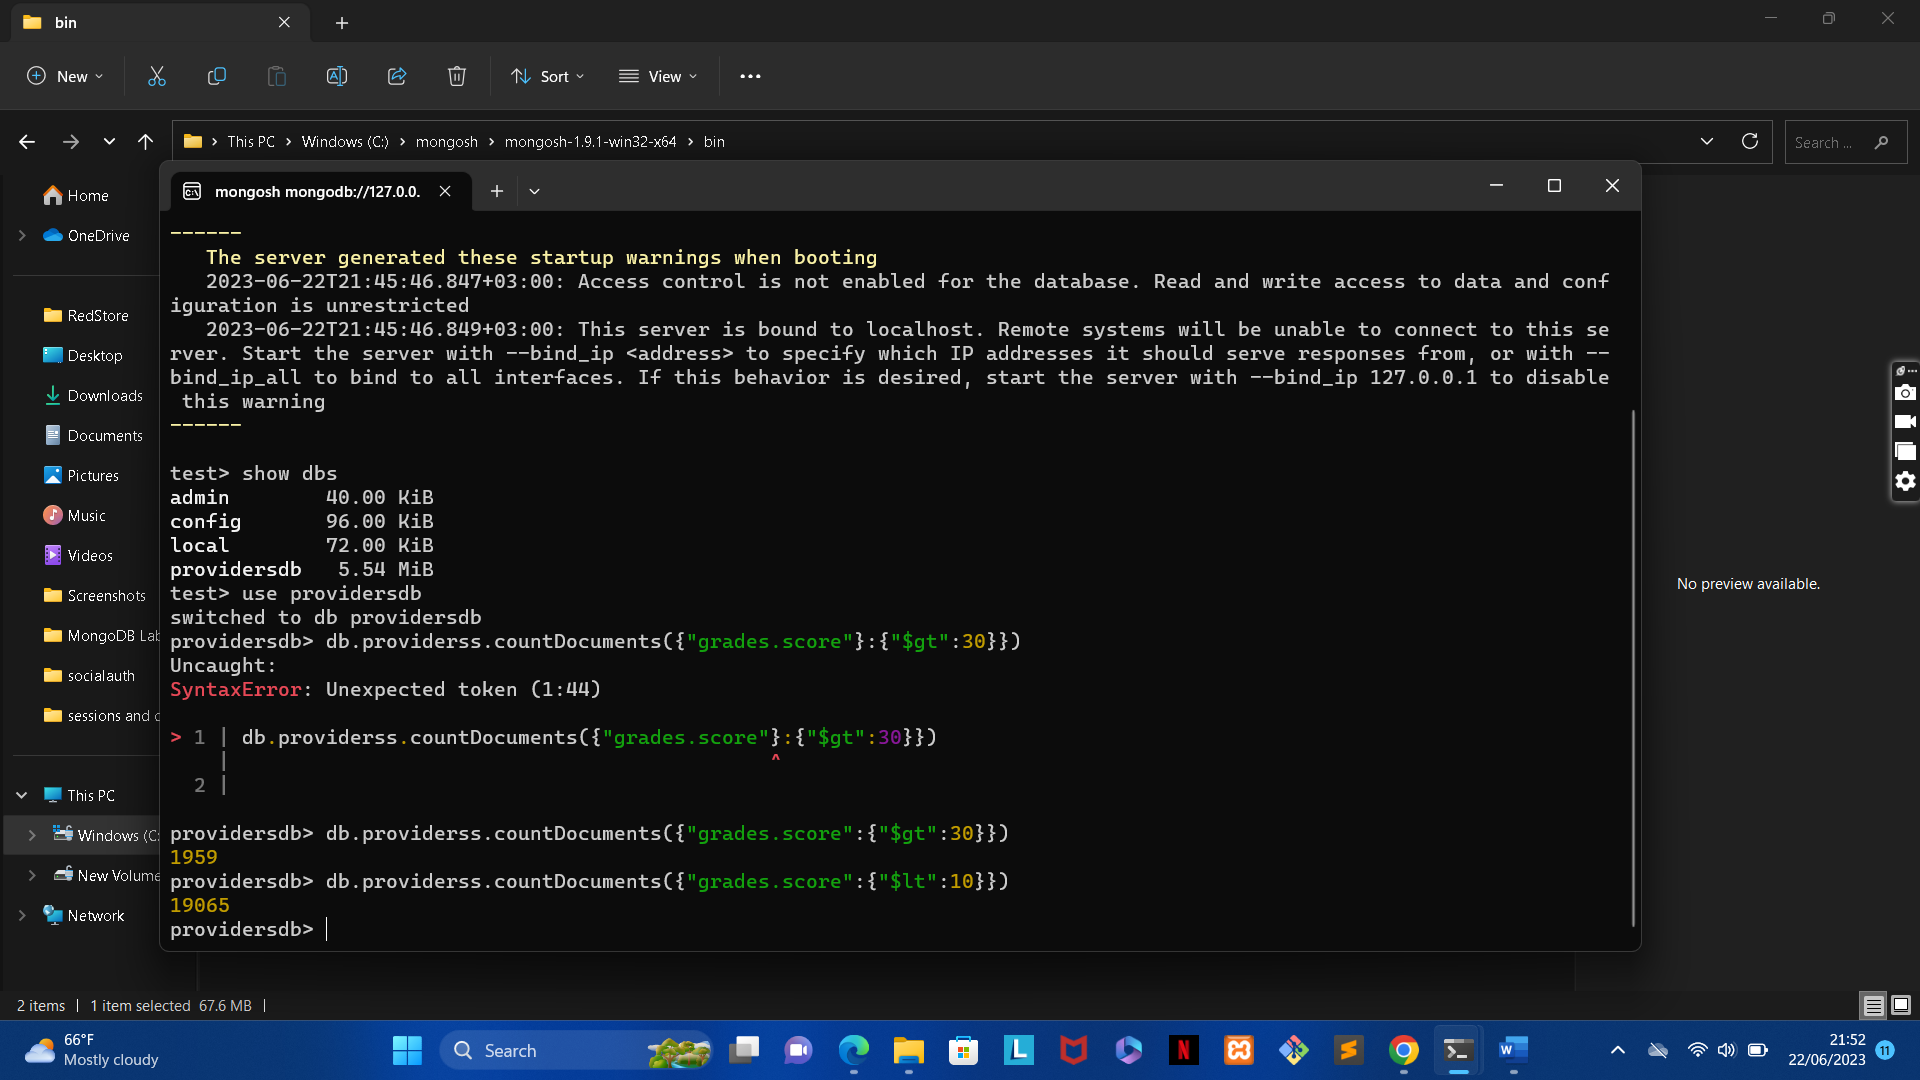 bin
New
Sort
View
This PC
Windows (C:)
mongosh
mongosh-1.9.1-win32-x64
bin
Search ...
mongosh mongodb://127.0.0.
Home
OneDrive
RedStore
Desktop
Downloads
Documents
Pictures
Music
Videos
Screenshots
MongoDB Lab
socialauth
sessions and c
This PC
Windows (C:
New Volume
Network
------
The server generated these startup warnings when booting
2023-06-22T21:45:46.847+03:00: Access control is not enabled for the database. Read and write access to data and conf
iguration is unrestricted
2023-06-22T21:45:46.849+03:00: This server is bound to localhost. Remote systems will be unable to connect to this se
rver. Start the server with --bind_ip <address> to specify which IP addresses it should serve responses from, or with --
bind_ip_all to bind to all interfaces. If this behavior is desired, start the server with --bind_ip 127.0.0.1 to disable
this warning
------
test> show dbs
admin 40.00 KiB
config 96.00 KiB
local 72.00 KiB
providersdb 5.54 MiB
test> use providersdb
switched to db providersdb
providersdb> db.providerss.countDocuments({"grades.score"}:{"$gt":30}})
Uncaught:
SyntaxError: Unexpected token (1:44)
> 1 | db.providerss.countDocuments({"grades.score"}:{"$gt":30}})
| ^
2 |
providersdb> db.providerss.countDocuments({"grades.score":{"$gt":30}})
1959
providersdb> db.providerss.countDocuments({"grades.score":{"$lt":10}})
19065
providersdb>
No preview available.
2 items | 1 item selected 67.6 MB |
66°F
Mostly cloudy
Search
L
N
W
21:52
22/06/2023
11